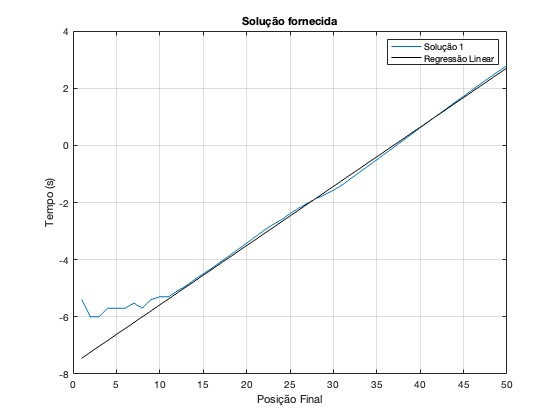 Solução fornecida
Solução 1
Regressão Linear
4
2
0
-2
-4
-6
-8
Tempo (s)
0 5 10 15 20 25 30 35 40 45 50
Posição Final